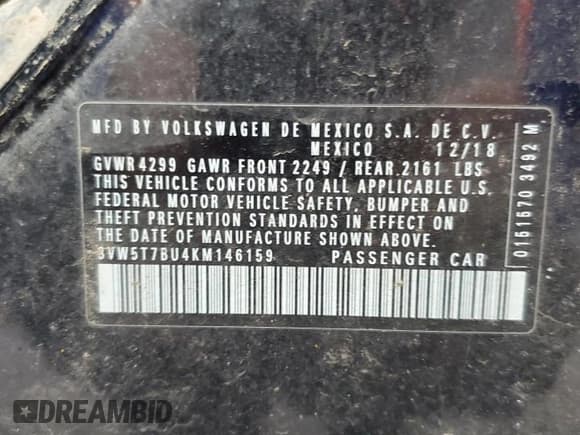 MFD BY VOLKSWAGEN DE MEXICO S.A. DE C.V.
MEXICO 12/18
GVWR 4299 GAWR FRONT 2249 / REAR.2161 LBS
THIS VEHICLE CONFORMS TO ALL APPLICABLE U.S.
FEDERAL MOTOR VEHICLE SAFETY, BUMPER AND
THEFT PREVENTION STANDARDS IN EFFECT ON
THE DATE OF MANUFACTURE SHOWN ABOVE.
3VW5T7BU4KM146159 PASSENGER CAR
0161670 3492 M
DREAMBID